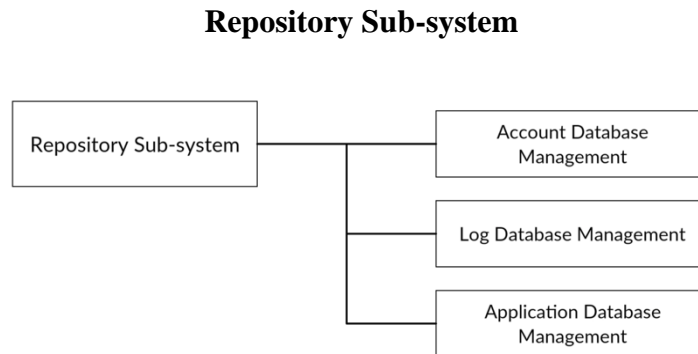 Repository Sub-system
Repository Sub-system
Account Database
Management
Log Database Management
Application Database
Management